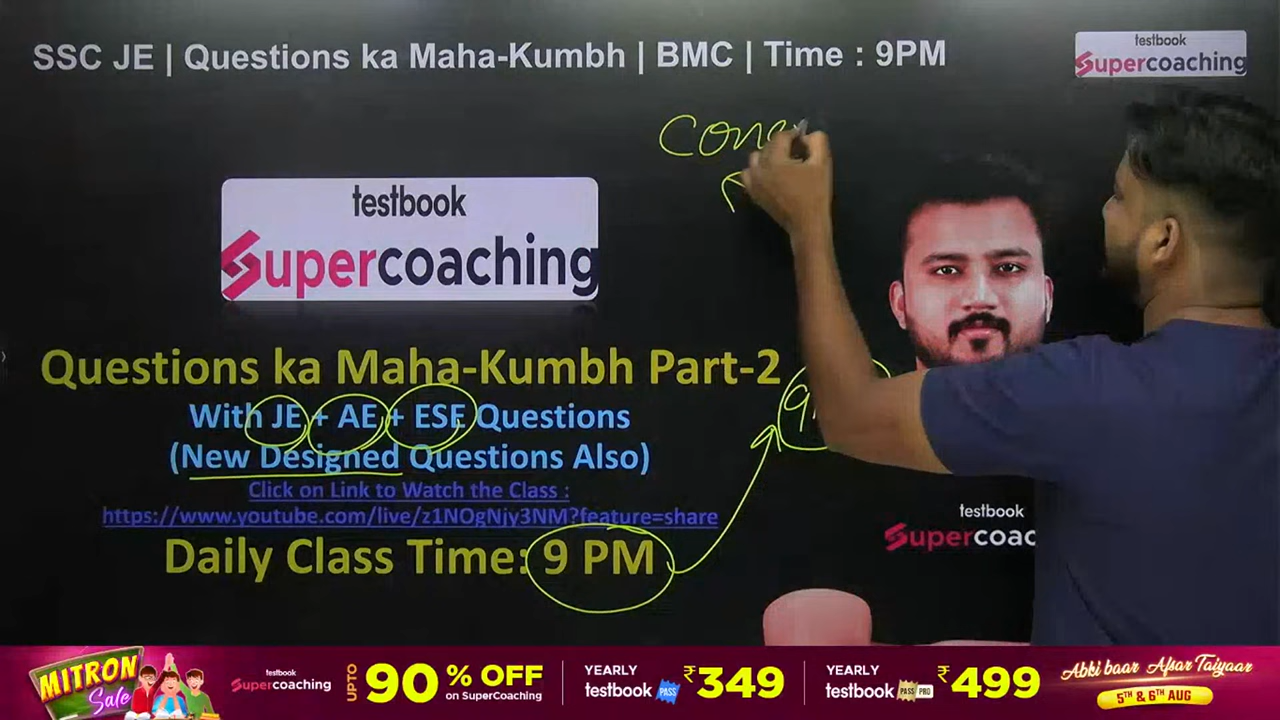 SSC JE | Questions ka Maha-Kumbh | BMC | Time : 9PM
testbook
Supercoaching
testbook
Supercoaching
Questions ka Maha-Kumbh Part-2
With JE + AE + ESE Questions
(New Designed Questions Also)
Click on Link to Watch the Class :
https://www.youtube.com/live/z1NOgNjy3NM?feature=share
Daily Class Time: 9 PM
testbook
Supercoac
MITRON
Sale
testbook
Supercoaching
UPTO 90% OFF
on SuperCoaching
YEARLY
testbook PASS
₹349
YEARLY
testbook PASS PRO
₹499
Abki baar Afsar Taiyaar
5TH & 6TH AUG